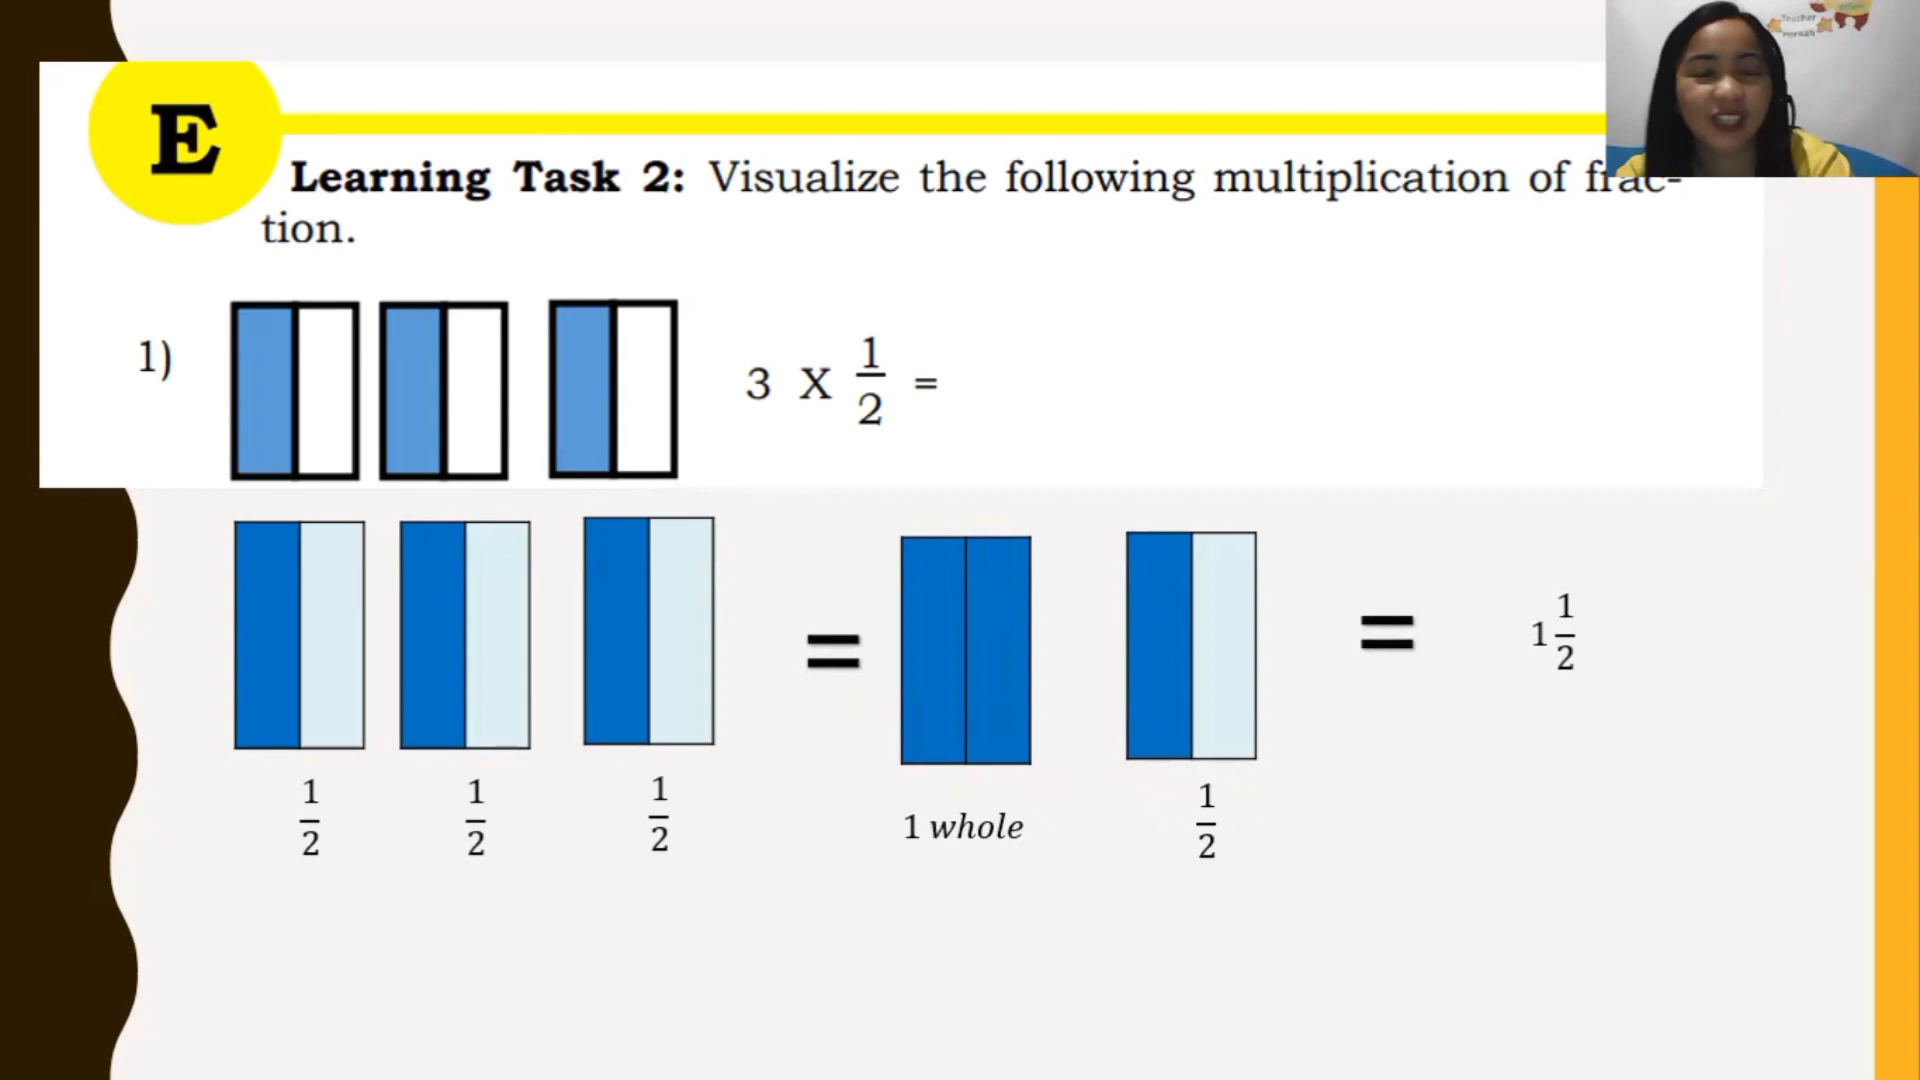 Teacher
E
Learning Task 2: Visualize the following multiplication of frac-
tion.
1)
3 X 1/2 =
= = 1 1/2
1/2 1/2 1/2 1 whole 1/2